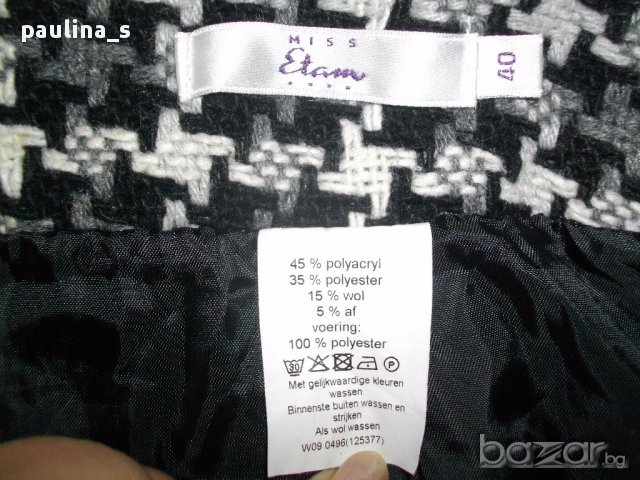 paulina_s
MISS
Etam
40
45 % polyacryl
35 % polyester
15 % wol
5 % af
voering:
100 % polyester
30 P
Met gelijkwaardige kleuren
wassen
Binnenste buiten wassen en
strijken
Als wol wassen
W09 0496(125377)
bazar.bg